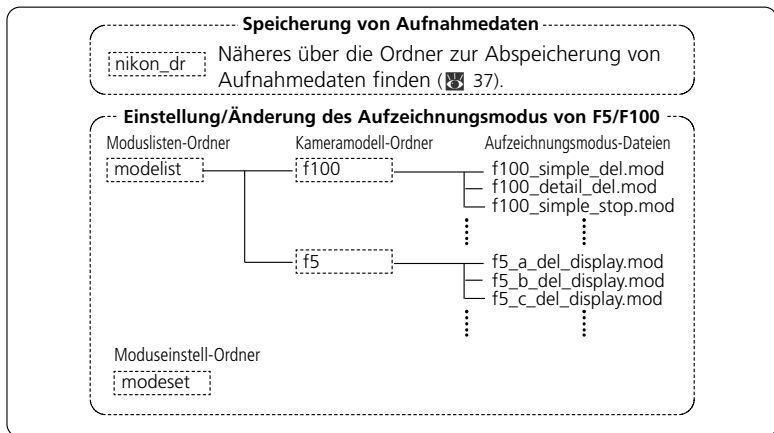 Speicherung von Aufnahmedaten
nikon_dr
Näheres über die Ordner zur Abspeicherung von
Aufnahmedaten finden ( 37).
Einstellung/Änderung des Aufzeichnungsmodus von F5/F100
Moduslisten-Ordner Kameramodell-Ordner Aufzeichnungsmodus-Dateien
modelist f100 f100_simple_del.mod
f100_detail_del.mod
f100_simple_stop.mod
f5 f5_a_del_display.mod
f5_b_del_display.mod
f5_c_del_display.mod
Moduseinstell-Ordner
modeset